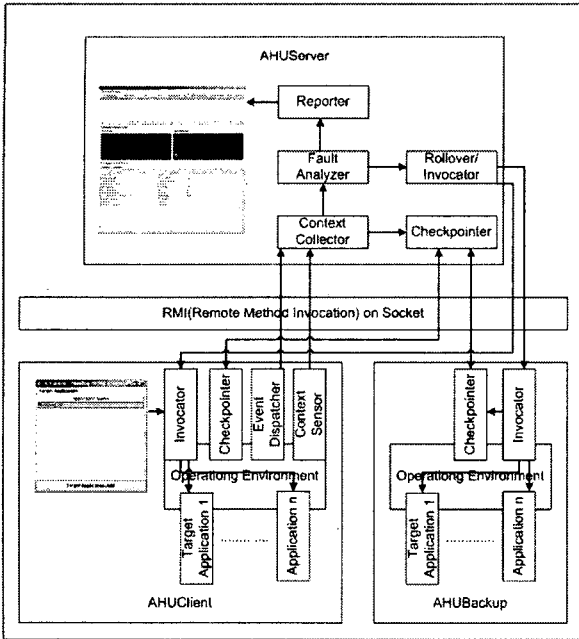 AHUServer
Reporter
Fault
Analyzer
Rollover/
Invocator
Context
Collector
Checkpointer
RMI(Remote Method Invocation) on Socket
Invocator
Checkpointer
Event
Dispatcher
Context
Sensor
Operationg Environment
Target
Application 1
Application n
AHUClient
Checkpointer
Invocator
Operationg Environment
Target
Application 1
Application n
AHUBackup